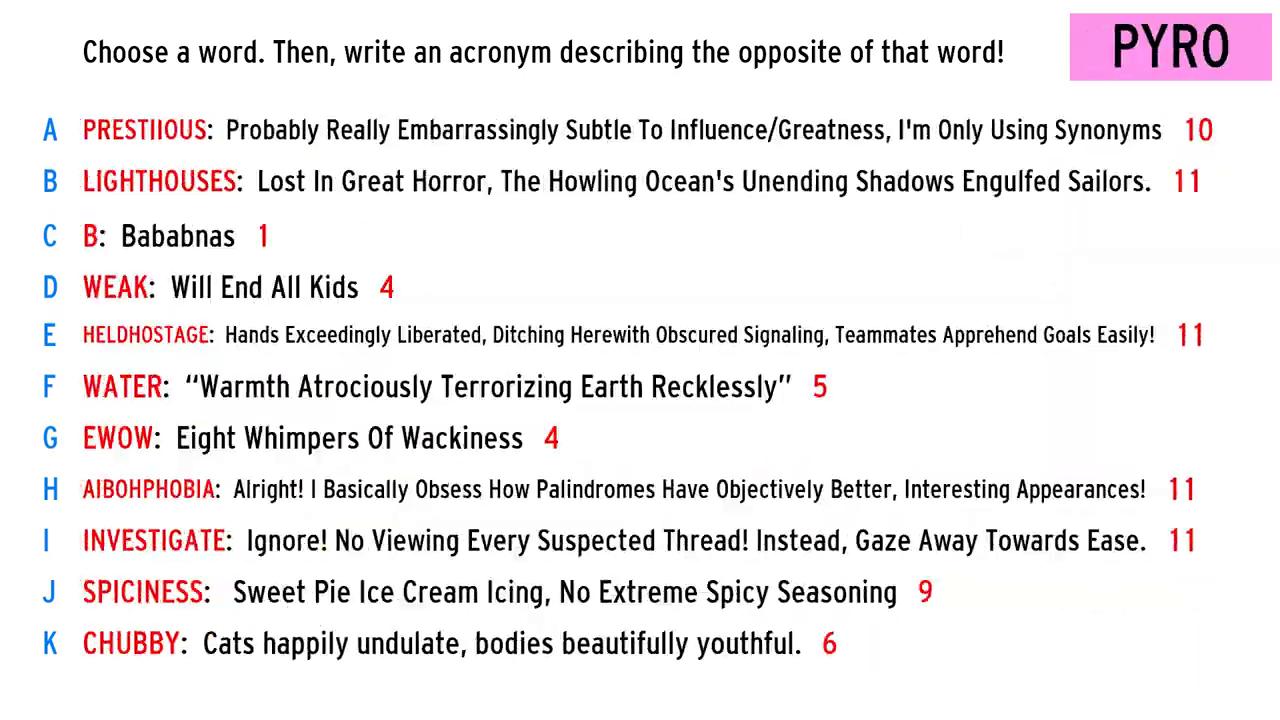 Choose a word. Then, write an acronym describing the opposite of that word!
PYRO
A PRESTIIOUS: Probably Really Embarrassingly Subtle To Influence/Greatness, I'm Only Using Synonyms 10
B LIGHTHOUSES: Lost In Great Horror, The Howling Ocean's Unending Shadows Engulfed Sailors. 11
C B: Bababnas 1
D WEAK: Will End All Kids 4
E HELDHOSTAGE: Hands Exceedingly Liberated, Ditching Herewith Obscured Signaling, Teammates Apprehend Goals Easily! 11
F WATER: “Warmth Atrociously Terrorizing Earth Recklessly” 5
G EWOW: Eight Whimpers Of Wackiness 4
H AIBOHPHOBIA: Alright! I Basically Obsess How Palindromes Have Objectively Better, Interesting Appearances! 11
I INVESTIGATE: Ignore! No Viewing Every Suspected Thread! Instead, Gaze Away Towards Ease. 11
J SPICINESS: Sweet Pie Ice Cream Icing, No Extreme Spicy Seasoning 9
K CHUBBY: Cats happily undulate, bodies beautifully youthful. 6